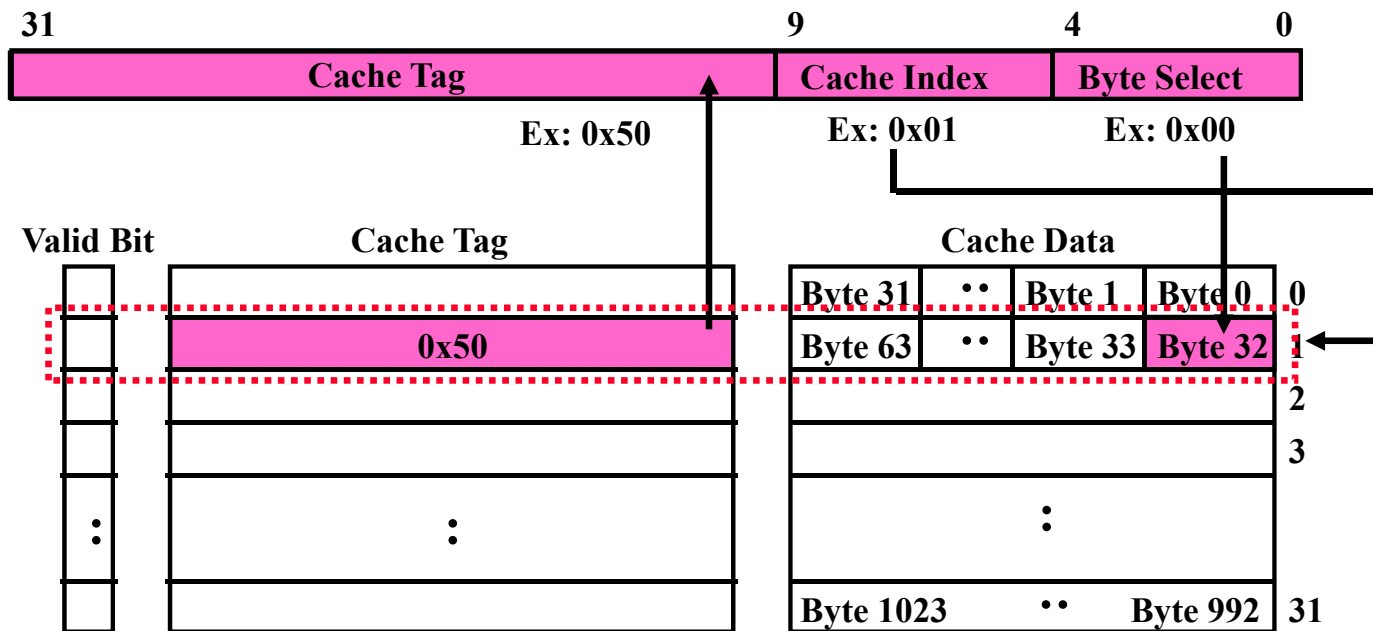 31 9 4 0
Cache Tag Cache Index Byte Select
Ex: 0x50 Ex: 0x01 Ex: 0x00
Valid Bit Cache Tag Cache Data
Byte 31 ·· Byte 1 Byte 0 0
0x50 Byte 63 ·· Byte 33 Byte 32 1
2
3
: : :
Byte 1023 ·· Byte 992 31